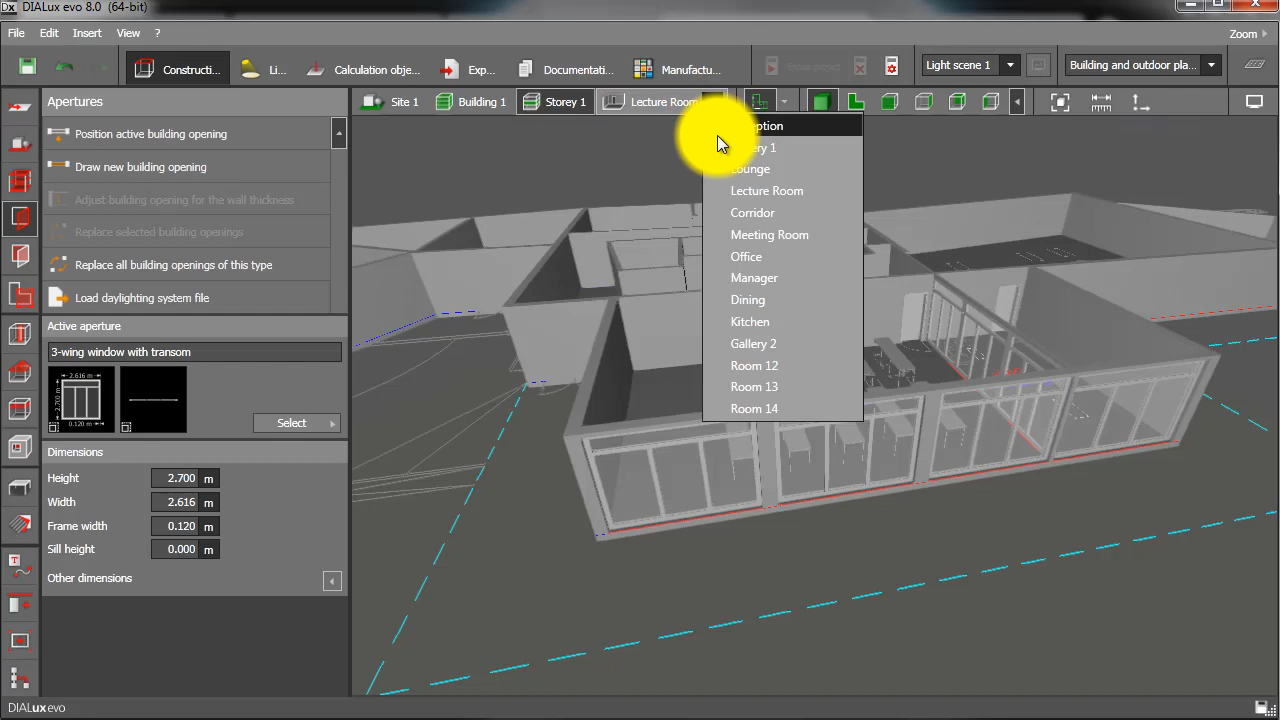 DIALux evo 8.0 (64-bit)
File Edit Insert View ? Zoom
Constructi... Li... Calculation obje... Exp... Documentati... Manufactu... Light scene 1 Building and outdoor pla...
Apertures
Site 1 Building 1 Storey 1 Lecture Room
Position active building opening
Draw new building opening
Adjust building opening for the wall thickness
Replace selected building openings
Replace all building openings of this type
Load daylighting system file
Active aperture
3-wing window with transom
Select
Dimensions
Height 2.700 m
Width 2.616 m
Frame width 0.120 m
Sill height 0.000 m
Other dimensions
Lounge
Lecture Room
Corridor
Meeting Room
Office
Manager
Dining
Kitchen
Gallery 2
Room 12
Room 13
Room 14
DIALux evo